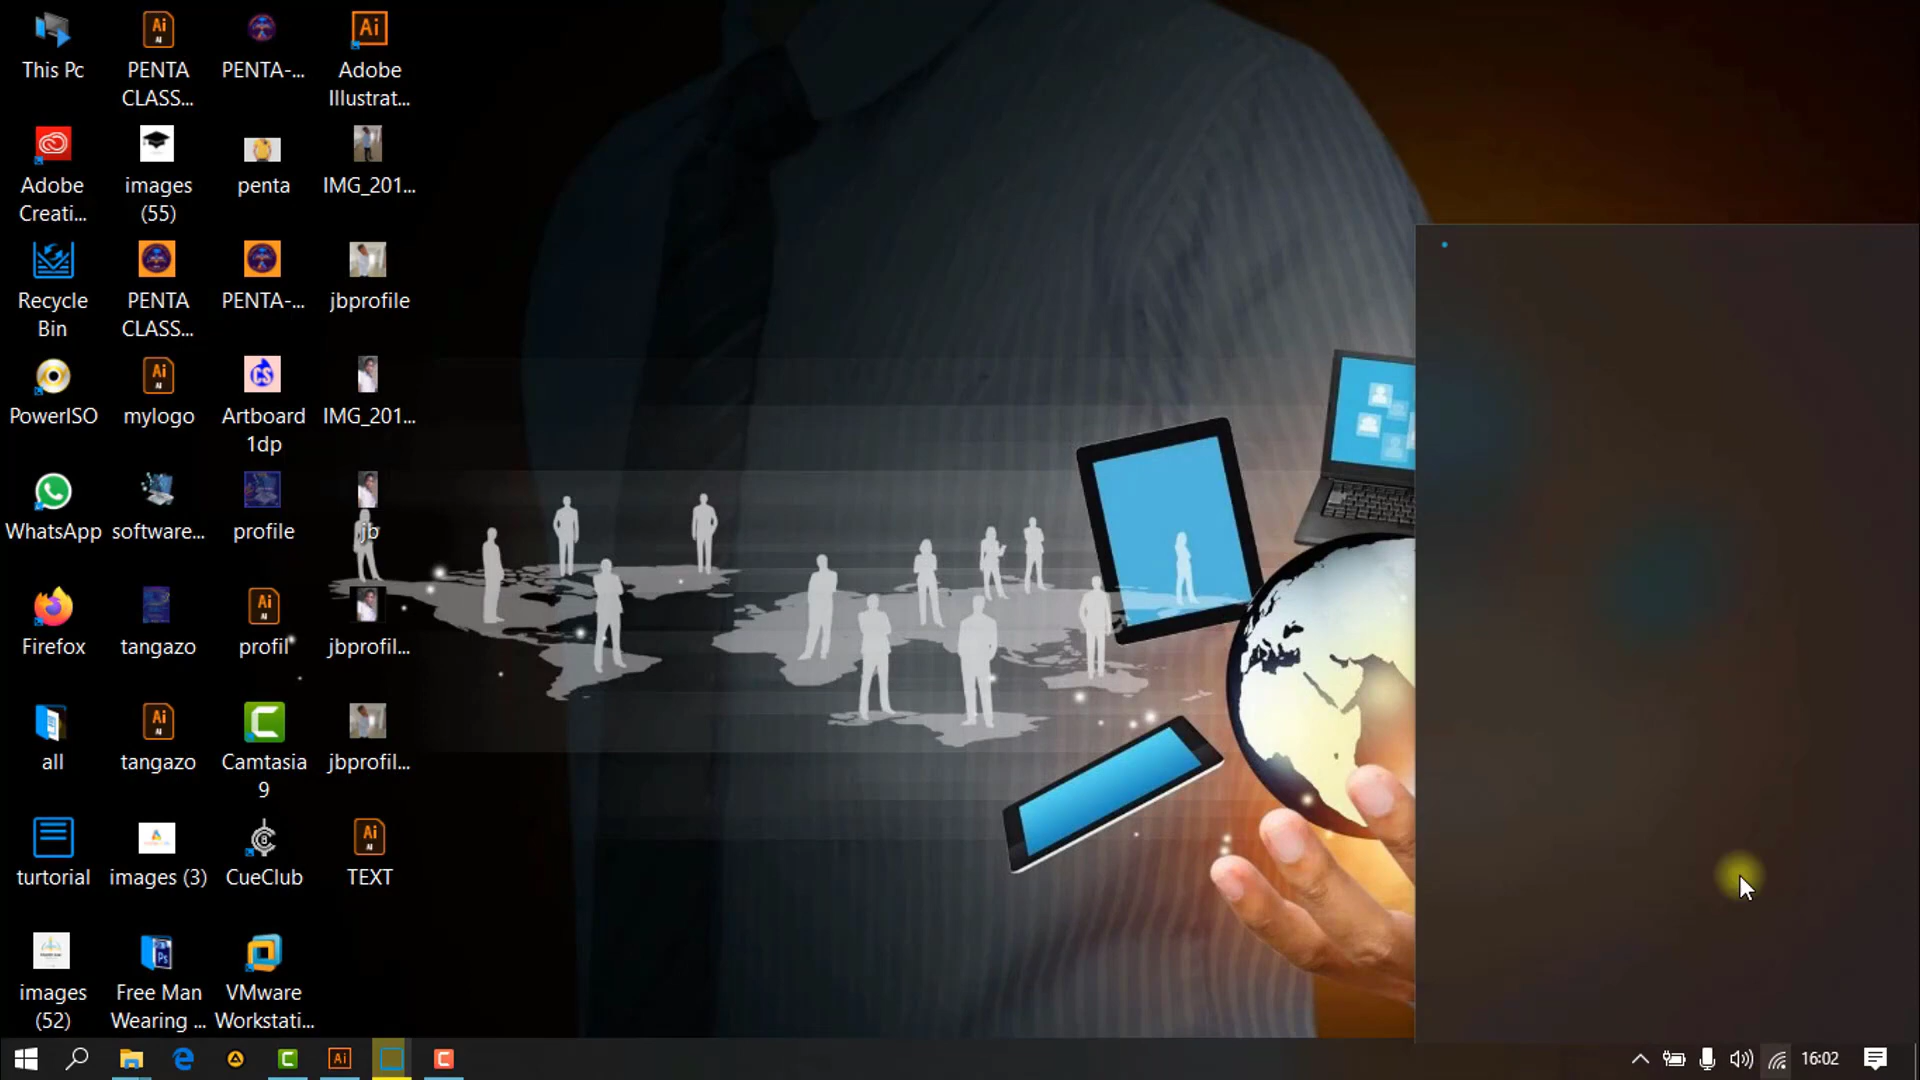 This Pc
PENTA CLASS...
PENTA-...
Adobe Illustrat...
Adobe Creati...
images (55)
penta
IMG_201...
Recycle Bin
PENTA CLASS...
PENTA-...
jbprofile
PowerISO
mylogo
Artboard 1dp
IMG_201...
WhatsApp
software...
profile
jb
Firefox
tangazo
profil
jbprofil...
all
tangazo
Camtasia 9
jbprofil...
turtorial
images (3)
CueClub
TEXT
images (52)
Free Man Wearing ...
VMware Workstati...
16:02